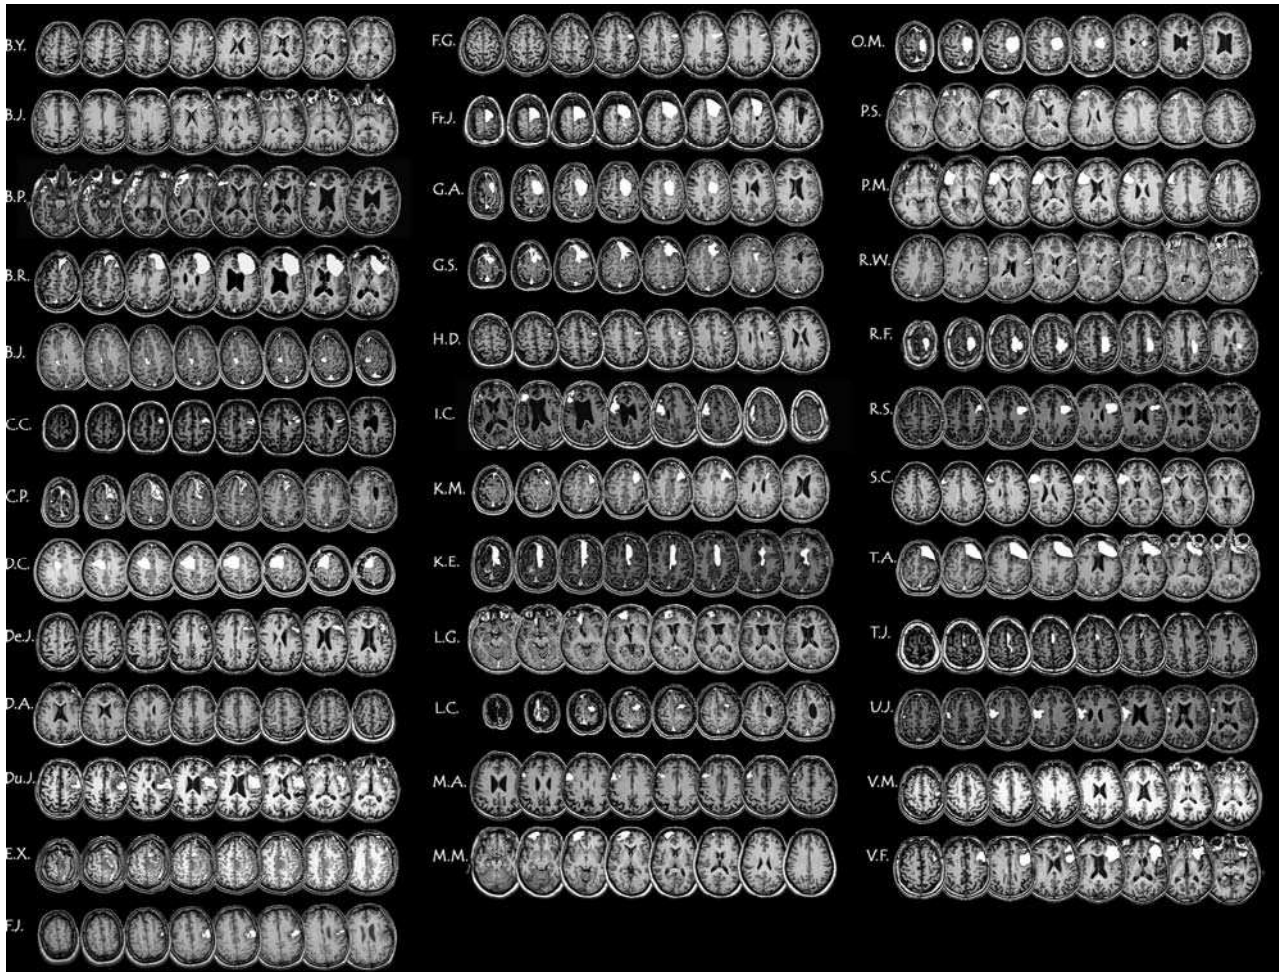 B.Y.
B.J.
B.P.
B.R.
B.J.
C.C.
C.P.
D.C.
De.J.
D.A.
Du.J.
E.X.
F.J.
F.G.
Fr.J.
G.A.
G.S.
H.D.
I.C.
K.M.
K.E.
L.G.
L.C.
M.A.
M.M.
O.M.
P.S.
P.M.
R.W.
R.F.
R.S.
S.C.
T.A.
T.J.
U.J.
V.M.
V.F.